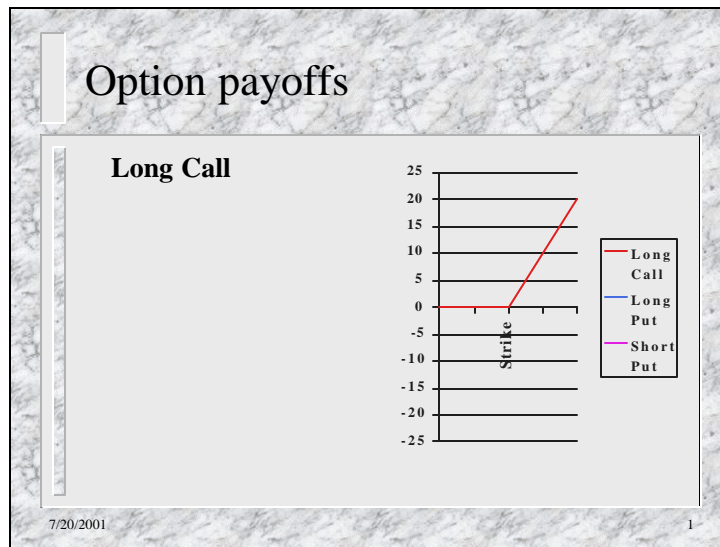 Option payoffs
Long Call
25
20
15
10
5
0
-5
-10
-15
-20
-25
Strike
Long
Call
Long
Put
Short
Put
7/20/2001
1